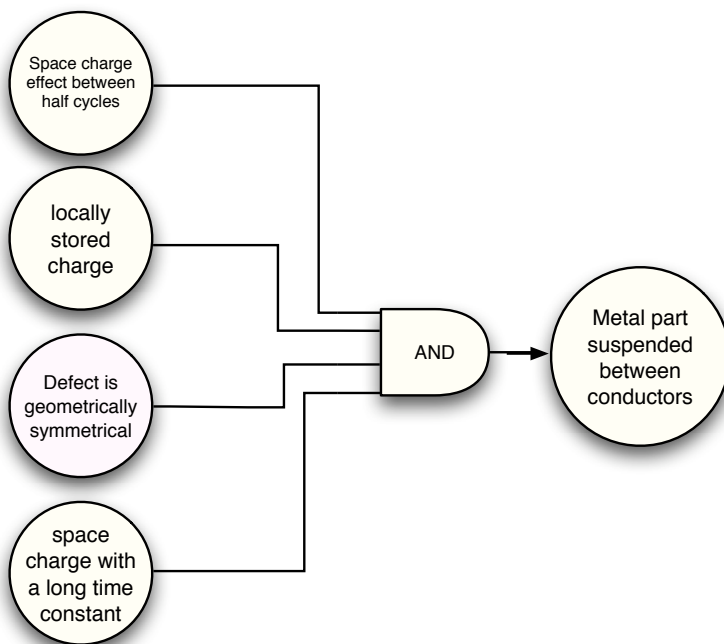 Space charge
effect between
half cycles
locally
stored
charge
Defect is
geometrically
symmetrical
space
charge with
a long time
constant
AND
Metal part
suspended
between
conductors